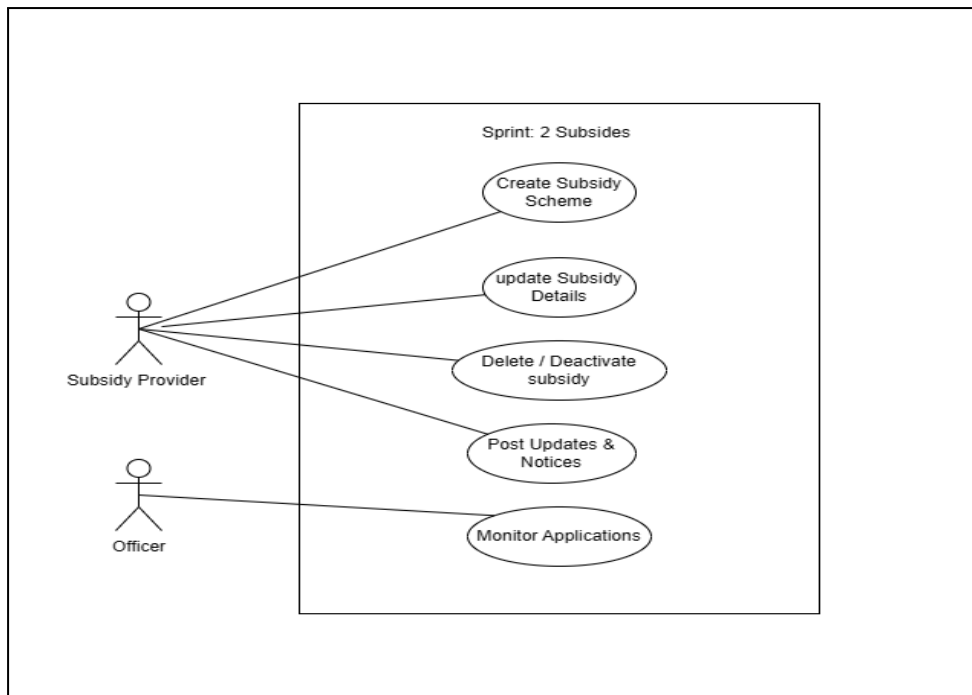 Sprint: 2 Subsides
Create Subsidy
Scheme
update Subsidy
Details
Delete / Deactivate
subsidy
Subsidy Provider
Post Updates &
Notices
Monitor Applications
Officer